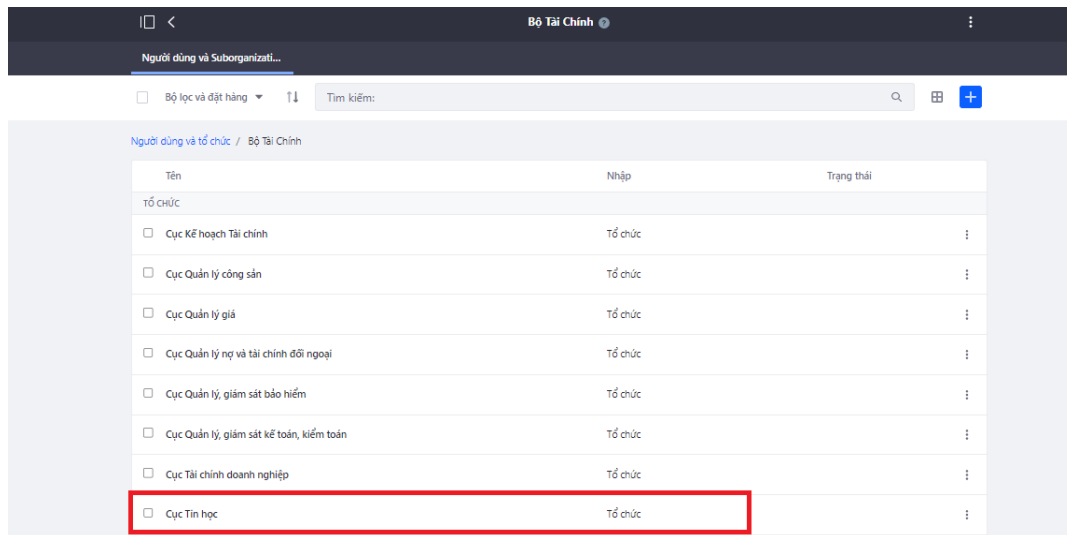 Bộ Tài Chính
Người dùng và Suborganizati...
Bộ lọc và đặt hàng Tìm kiếm:
Người dùng và tổ chức / Bộ Tài Chính
Tên Nhập Trạng thái
TỔ CHỨC
Cục Kế hoạch Tài chính Tổ chức
Cục Quản lý công sản Tổ chức
Cục Quản lý giá Tổ chức
Cục Quản lý nợ và tài chính đối ngoại Tổ chức
Cục Quản lý, giám sát bảo hiểm Tổ chức
Cục Quản lý, giám sát kế toán, kiểm toán Tổ chức
Cục Tài chính doanh nghiệp Tổ chức
Cục Tin học Tổ chức